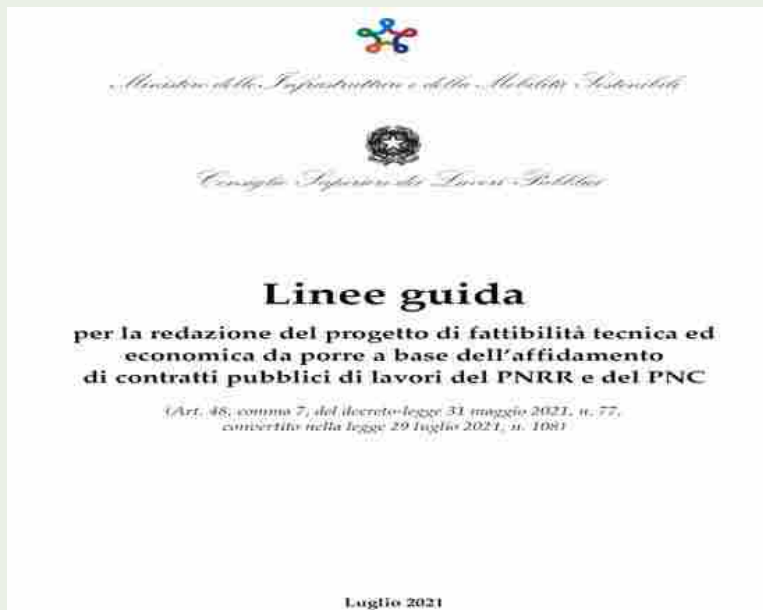 Ministero delle Infrastrutture e della Mobilità Sostenibili
Consiglio Superiore dei Lavori Pubblici
Linee guida
per la redazione del progetto di fattibilità tecnica ed
economica da porre a base dell'affidamento
di contratti pubblici di lavori del PNRR e del PNC
(Art. 48, comma 7, del decreto-legge 31 maggio 2021, n. 77,
convertito nella legge 29 luglio 2021, n. 108)
Luglio 2021